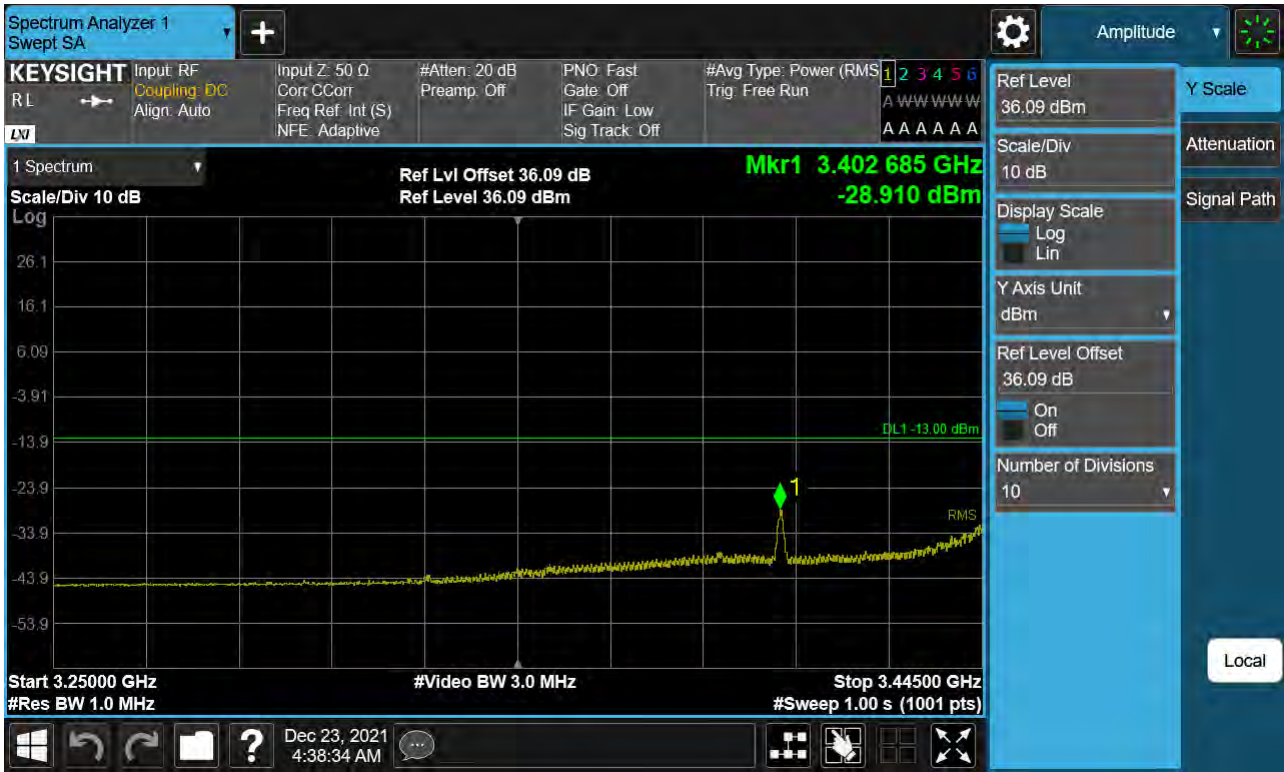 Spectrum Analyzer 1
Swept SA
Amplitude
KEYSIGHT
RL
LXI
Input: RF
Coupling: DC
Align: Auto
Input Z: 50 Ω
Corr CCorr
Freq Ref: Int (S)
NFE: Adaptive
#Atten: 20 dB
Preamp: Off
PNO: Fast
Gate: Off
IF Gain: Low
Sig Track: Off
#Avg Type: Power (RMS
Trig: Free Run
1 2 3 4 5 6
A W W W W W
A A A A A A
1 Spectrum
Scale/Div 10 dB
Ref Lvl Offset 36.09 dB
Ref Level 36.09 dBm
Mkr1 3.402 685 GHz
-28.910 dBm
Log
26.1
16.1
6.09
-3.91
-13.9
-23.9
-33.9
-43.9
-53.9
DL1 -13.00 dBm
1
RMS
Start 3.25000 GHz
#Res BW 1.0 MHz
#Video BW 3.0 MHz
Stop 3.44500 GHz
#Sweep 1.00 s (1001 pts)
Ref Level
36.09 dBm
Scale/Div
10 dB
Display Scale
Log
Lin
Y Axis Unit
dBm
Ref Level Offset
36.09 dB
On
Off
Number of Divisions
10
Y Scale
Attenuation
Signal Path
Local
?
Dec 23, 2021
4:38:34 AM